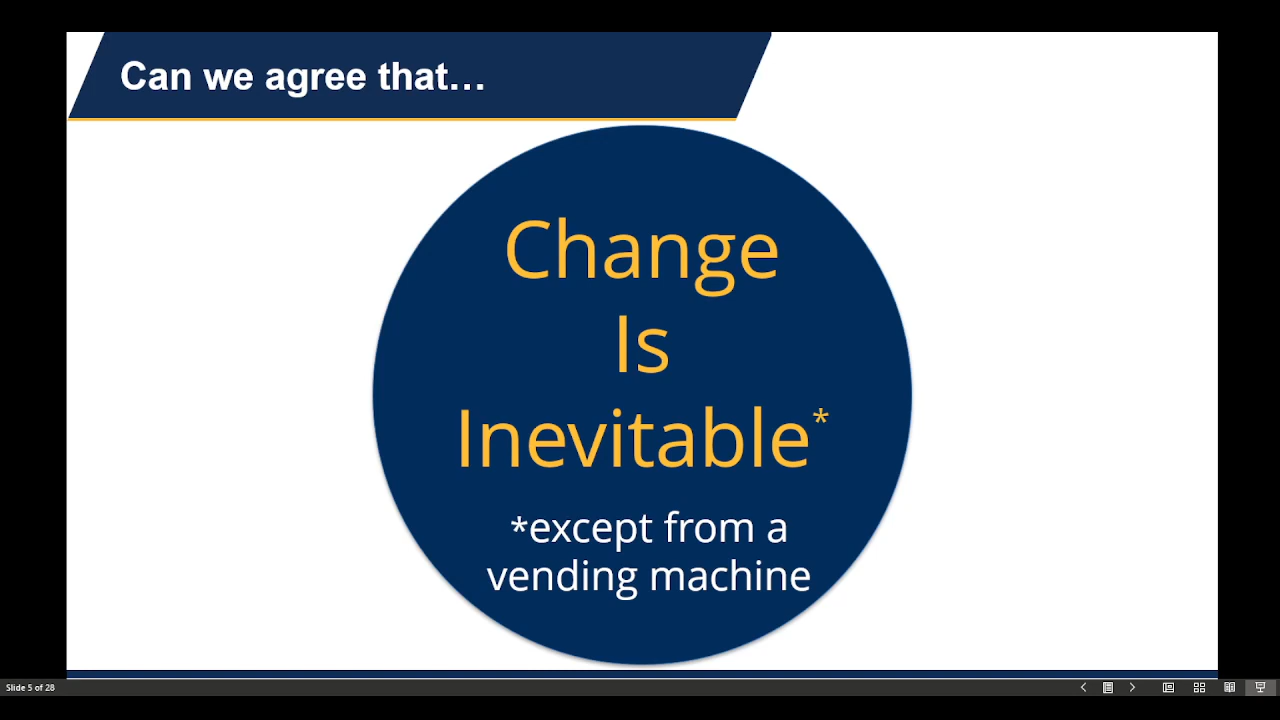 Can we agree that…
Change
Is
Inevitable*
*except from a
vending machine
Slide 5 of 28